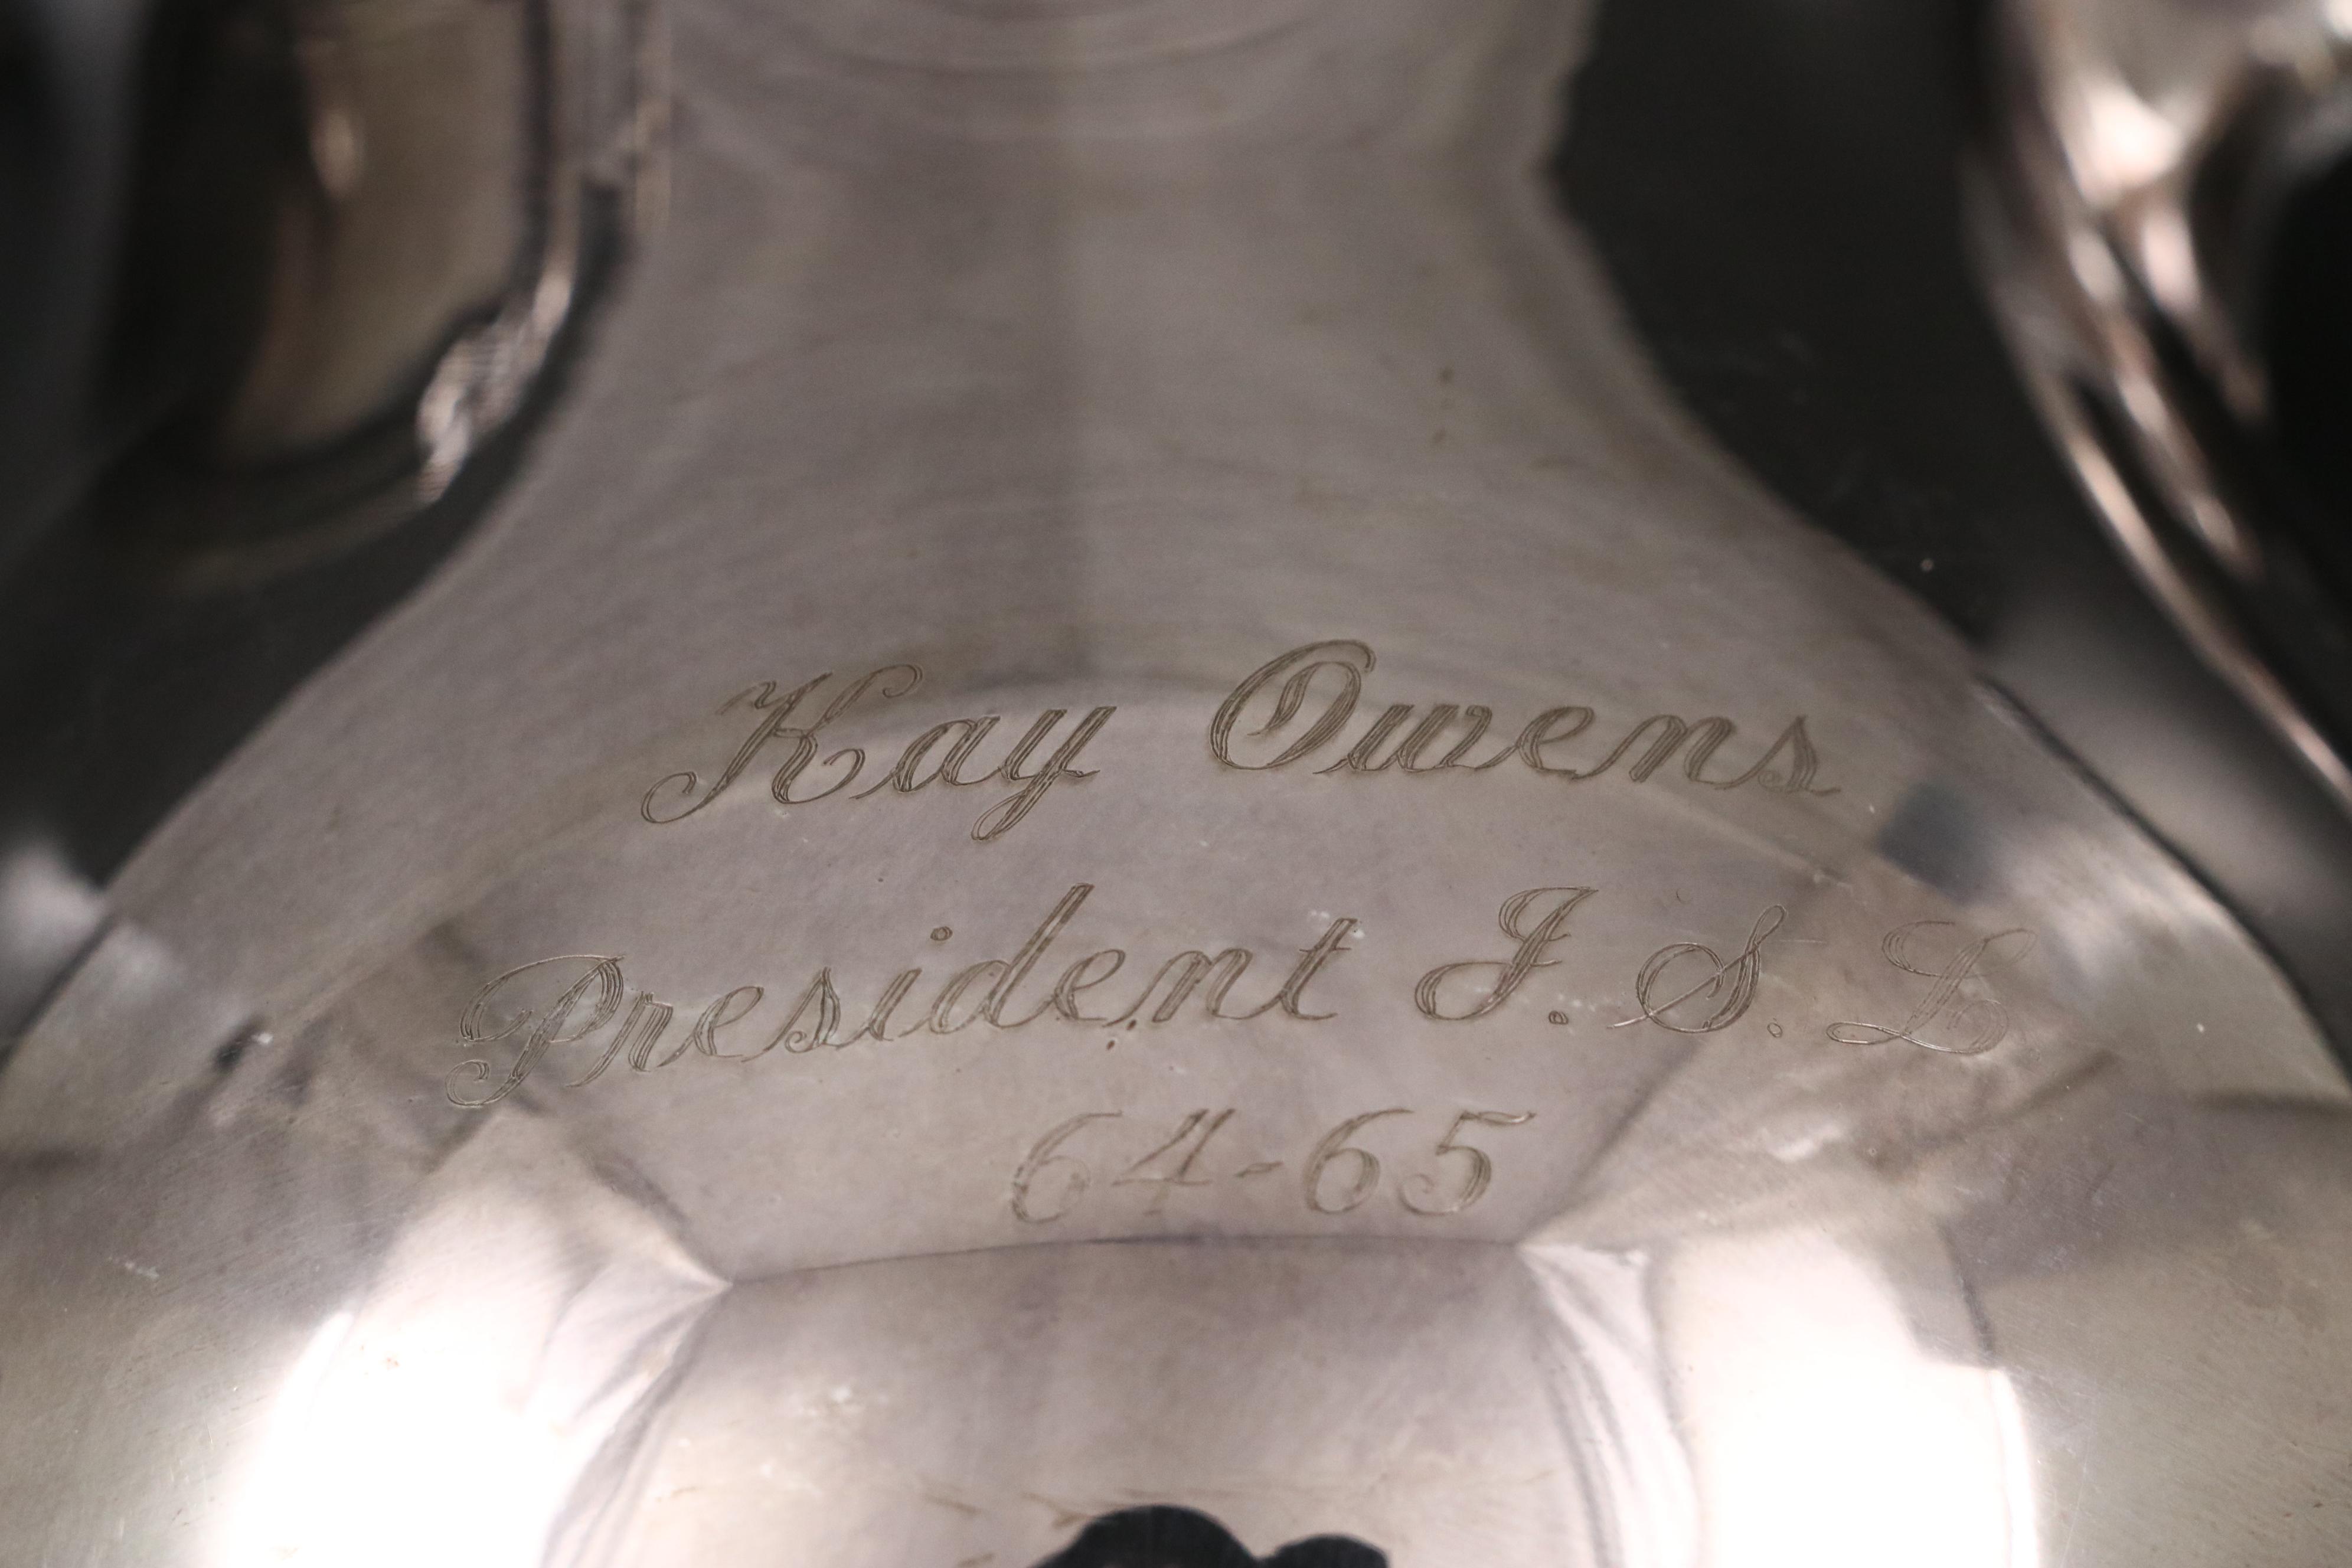 Kay Owens
President J. S. L
64-65